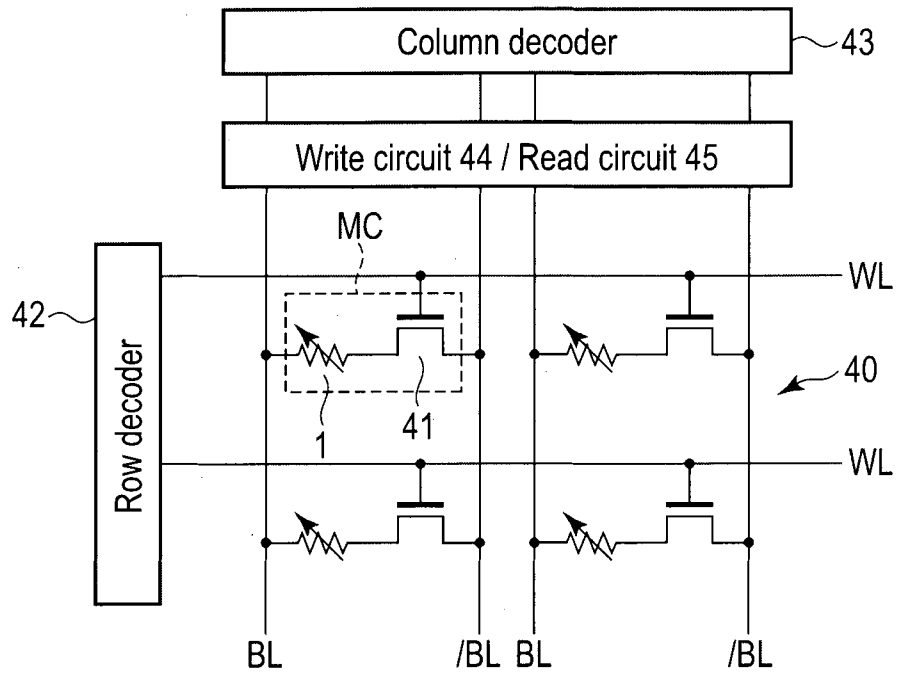 Column decoder
43
Write circuit 44 / Read circuit 45
MC
WL
42
Row decoder
1
41
40
WL
BL
/BL
BL
/BL